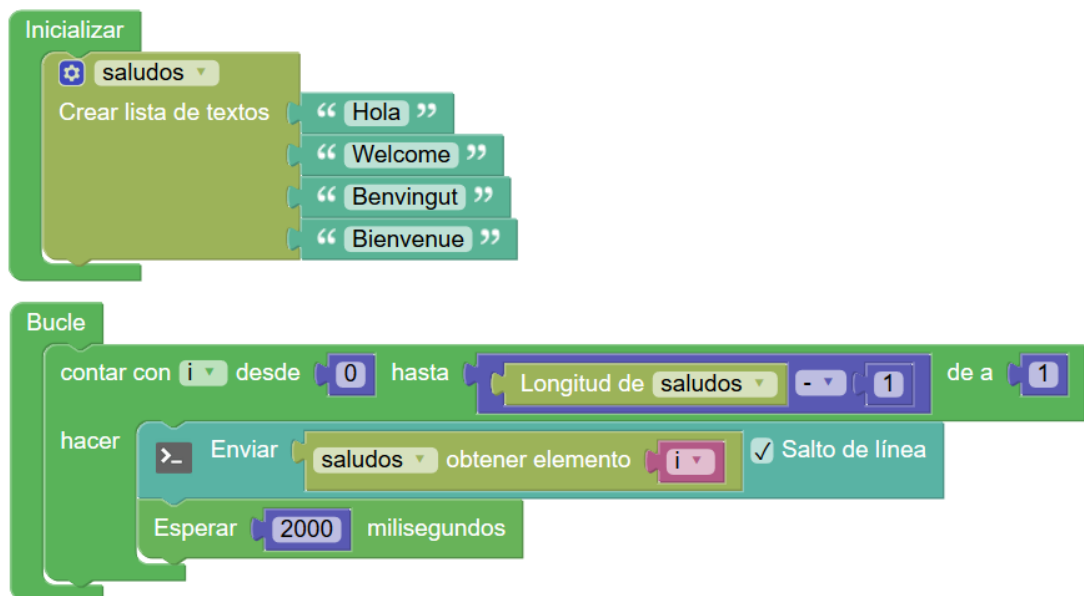 Inicializar
saludos
Crear lista de textos “ Hola ”
“ Welcome ”
“ Benvingut ”
“ Bienvenue ”
Bucle
contar con i desde 0 hasta Longitud de saludos - 1 de a 1
hacer >_ Enviar saludos obtener elemento i ✓ Salto de línea
Esperar 2000 milisegundos